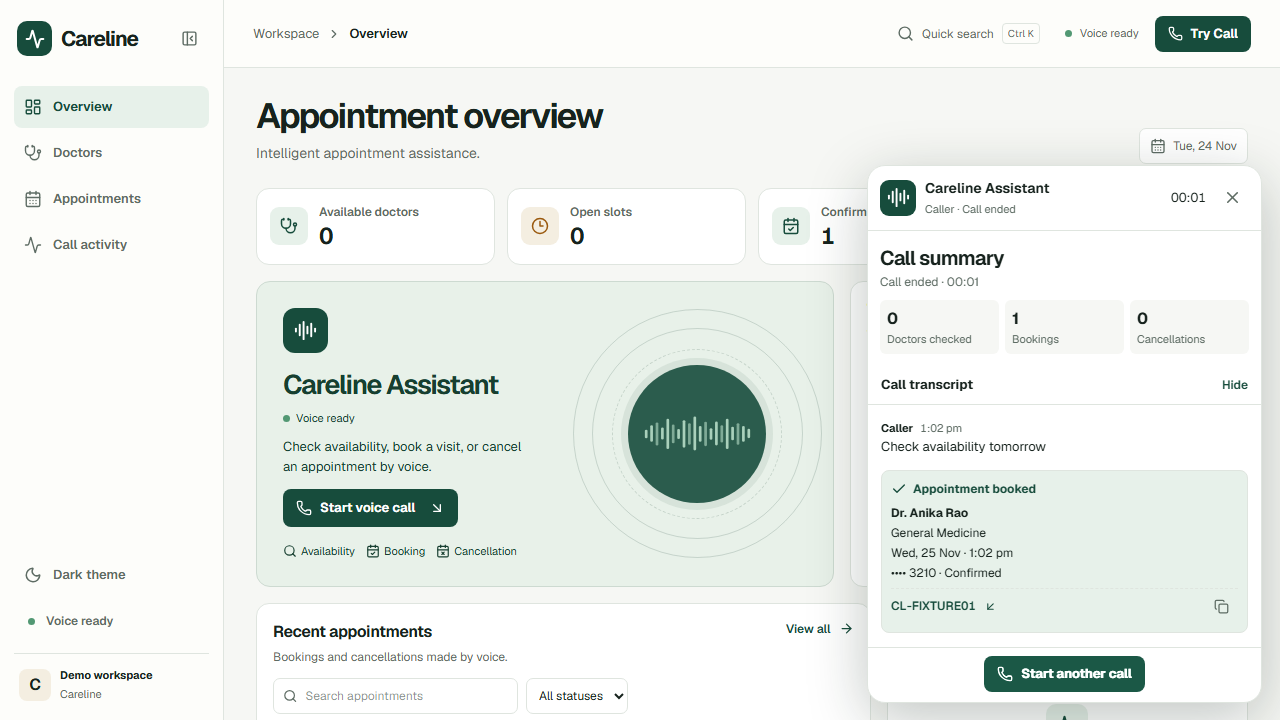 Careline
Overview
Doctors
Appointments
Call activity
Dark theme
Voice ready
C
Demo workspace
Careline
Workspace
Overview
Quick search
Ctrl K
Voice ready
Try Call
Appointment overview
Intelligent appointment assistance.
Tue, 24 Nov
Available doctors
0
Open slots
0
Confirm
1
Careline Assistant
Voice ready
Check availability, book a visit, or cancel
an appointment by voice.
Start voice call
Availability
Booking
Cancellation
Recent appointments
Bookings and cancellations made by voice.
View all
Search appointments
All statuses
Careline Assistant
Caller · Call ended
00:01
Call summary
Call ended · 00:01
0
Doctors checked
1
Bookings
0
Cancellations
Call transcript
Hide
Caller 1:02 pm
Check availability tomorrow
Appointment booked
Dr. Anika Rao
General Medicine
Wed, 25 Nov · 1:02 pm
•••• 3210 · Confirmed
CL-FIXTURE01
Start another call